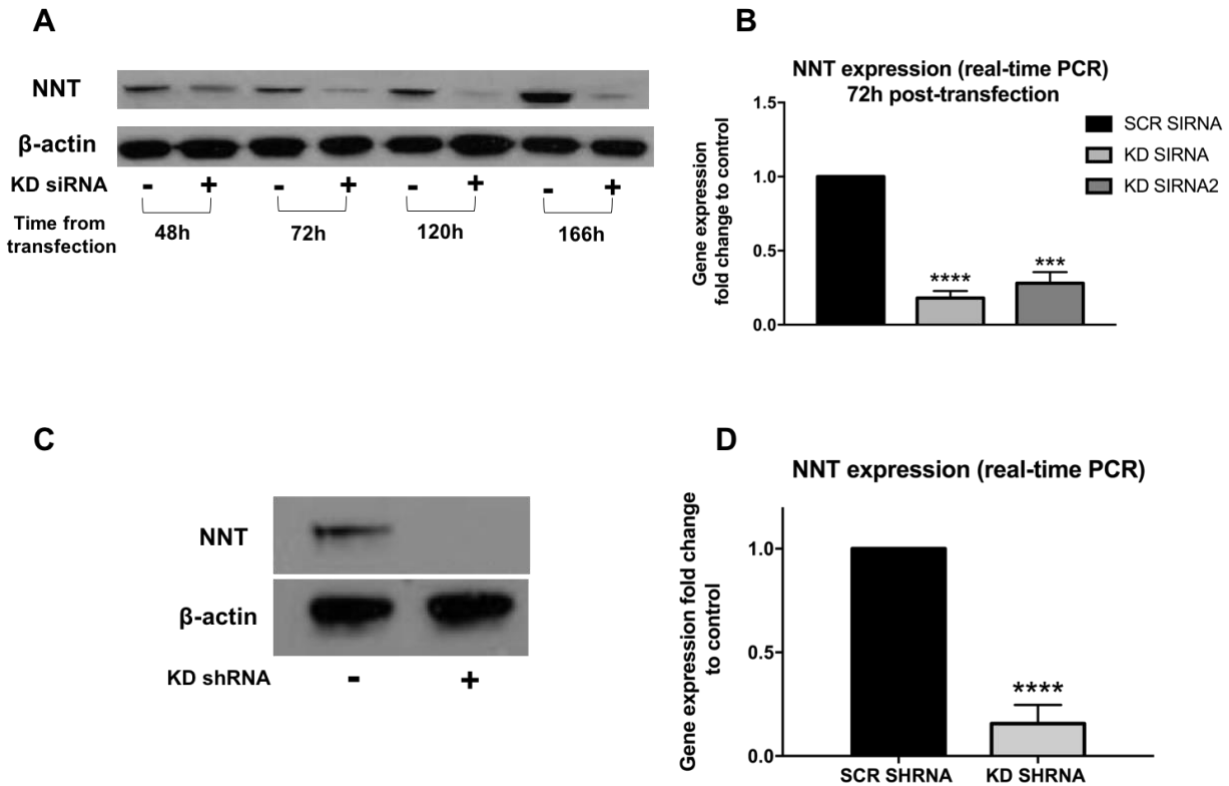 A
NNT
β-actin
KD siRNA - + - + - + - +
Time from
transfection
48h 72h 120h 166h
B
NNT expression (real-time PCR)
72h post-transfection
Gene expression
fold change to control
1.5
1.0
0.5
0.0
**** ***
SCR SIRNA
KD SIRNA
KD SIRNA2
C
NNT
β-actin
KD shRNA - +
D
NNT expression (real-time PCR)
Gene expression fold change
to control
1.0
0.5
0.0
****
SCR SHRNA KD SHRNA